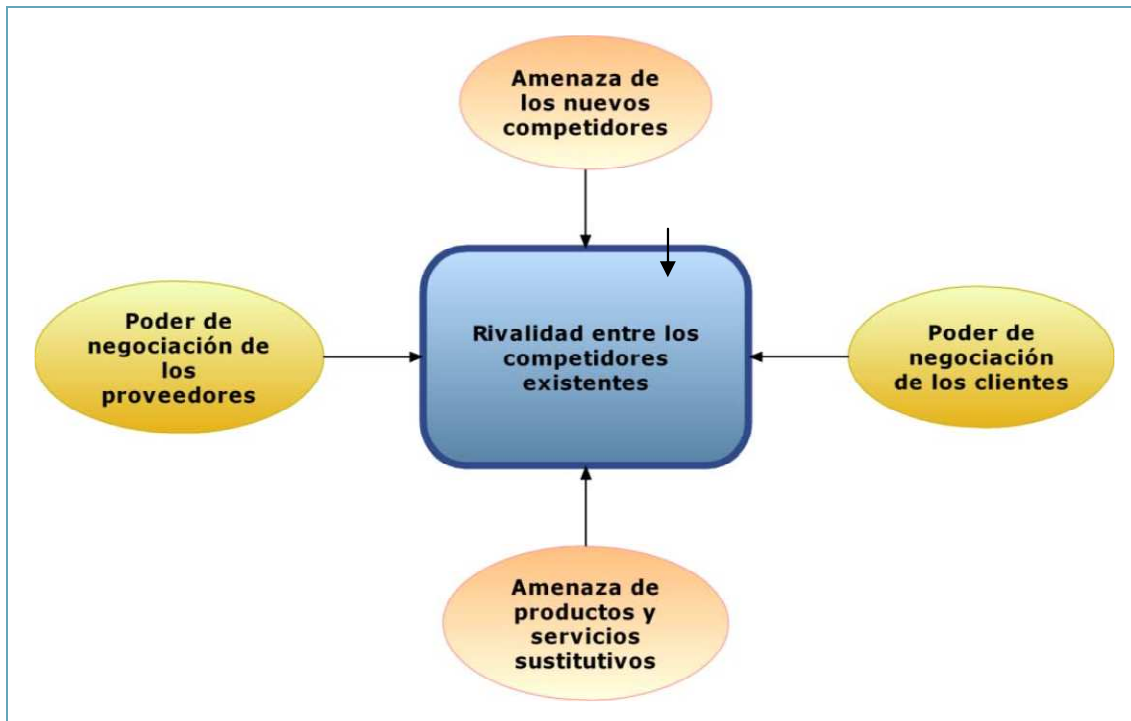 Amenaza de
los nuevos
competidores
Poder de
negociación de
los
proveedores
Rivalidad entre los
competidores
existentes
Poder de
negociación
de los clientes
Amenaza de
productos y
servicios
sustitutivos